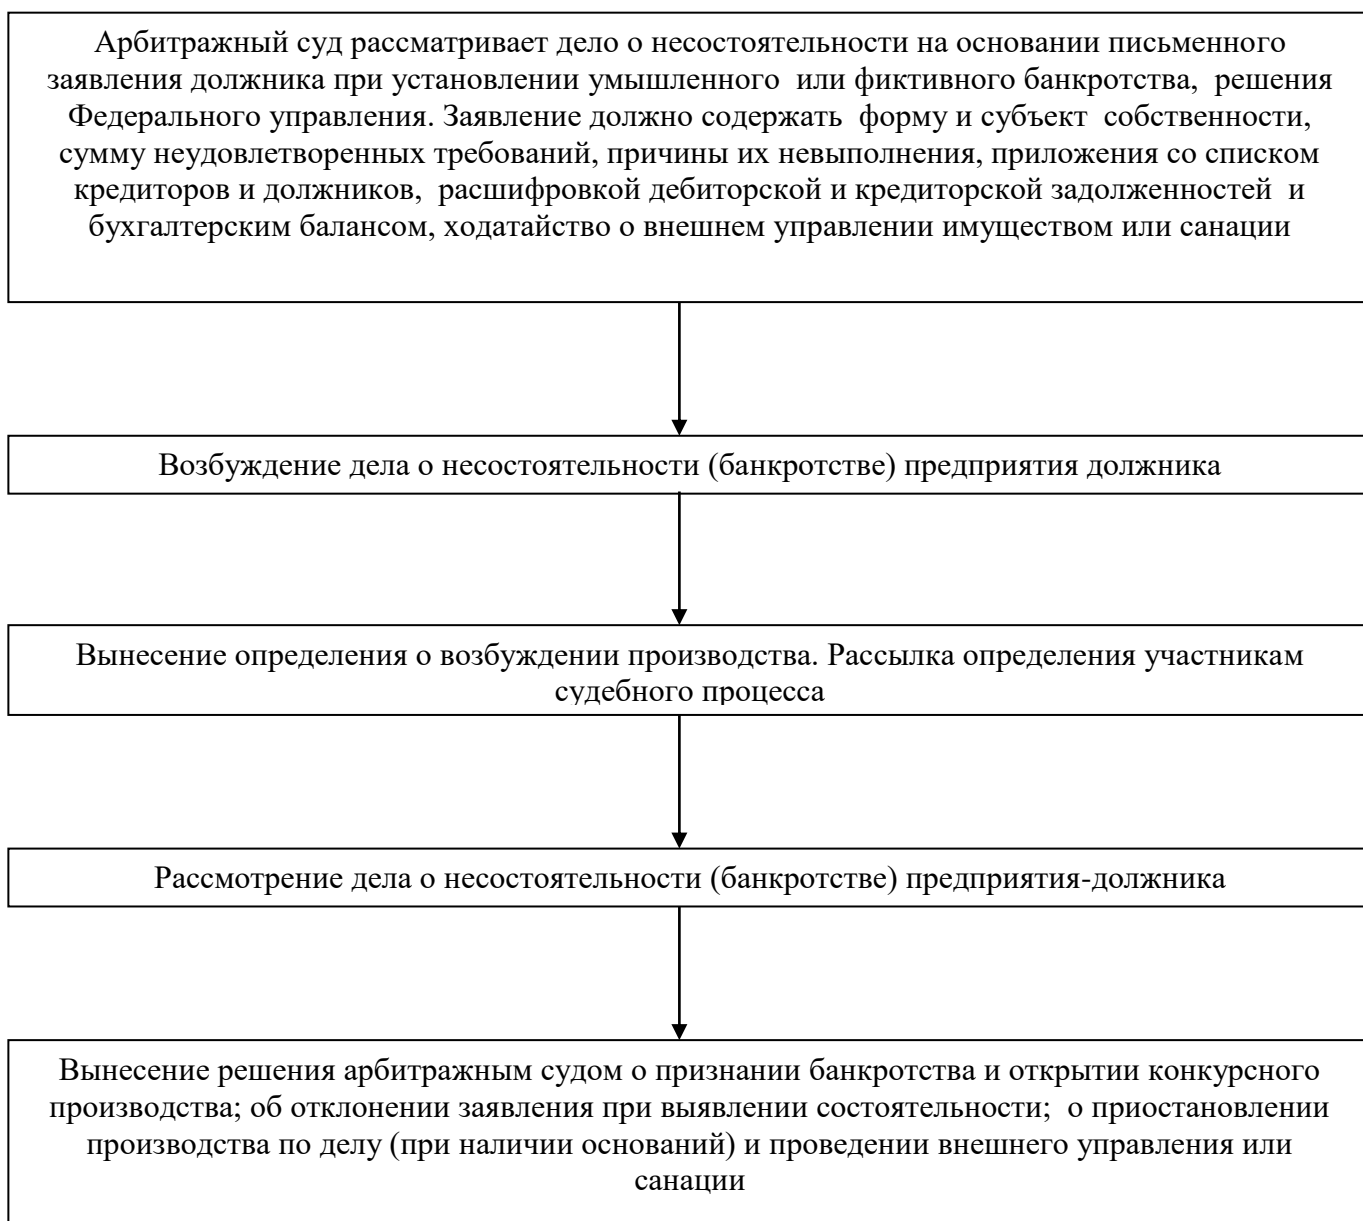 Арбитражный суд рассматривает дело о несостоятельности на основании письменного
заявления должника при установлении умышленного или фиктивного банкротства, решения
Федерального управления. Заявление должно содержать форму и субъект собственности,
сумму неудовлетворенных требований, причины их невыполнения, приложения со списком
кредиторов и должников, расшифровкой дебиторской и кредиторской задолженностей и
бухгалтерским балансом, ходатайство о внешнем управлении имуществом или санации
Возбуждение дела о несостоятельности (банкротстве) предприятия должника
Вынесение определения о возбуждении производства. Рассылка определения участникам
судебного процесса
Рассмотрение дела о несостоятельности (банкротстве) предприятия-должника
Вынесение решения арбитражным судом о признании банкротства и открытии конкурсного
производства; об отклонении заявления при выявлении состоятельности; о приостановлении
производства по делу (при наличии оснований) и проведении внешнего управления или
санации